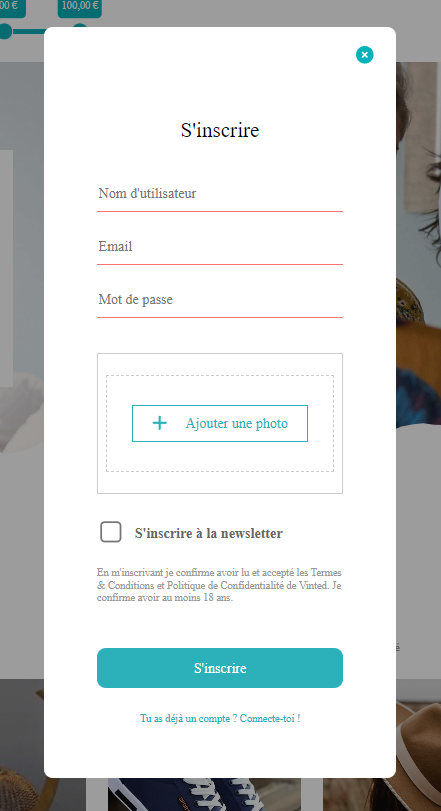 00 €
100,00 €
S'inscrire
Nom d'utilisateur
Email
Mot de passe
Ajouter une photo
S'inscrire à la newsletter
En m'inscrivant je confirme avoir lu et accepté les Termes
& Conditions et Politique de Confidentialité de Vinted. Je
confirme avoir au moins 18 ans.
é
S'inscrire
Tu as déjà un compte ? Connecte-toi !